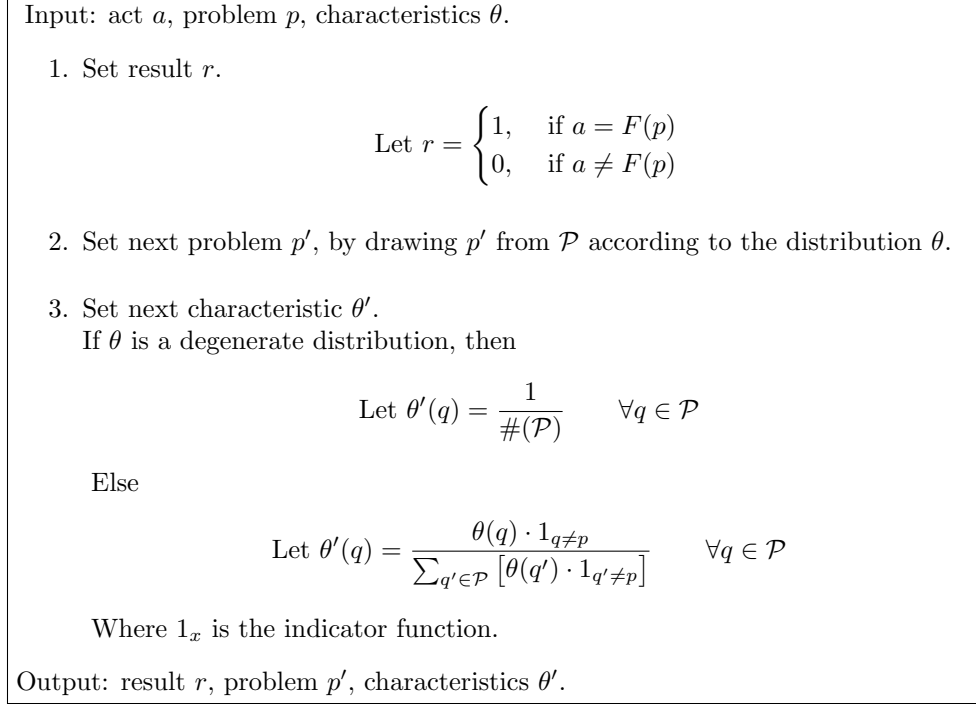 Input: act a, problem p, characteristics θ.
1. Set result r.
Let r = { 1, if a = F(p)
0, if a ≠ F(p)
2. Set next problem p′, by drawing p′ from 𝒫 according to the distribution θ.
3. Set next characteristic θ′.
If θ is a degenerate distribution, then
Let θ′(q) = 1 / #(𝒫) ∀q ∈ 𝒫
Else
Let θ′(q) = θ(q) · 1_{q≠p} / ∑_{q′∈𝒫} [θ(q′) · 1_{q′≠p}] ∀q ∈ 𝒫
Where 1_x is the indicator function.
Output: result r, problem p′, characteristics θ′.